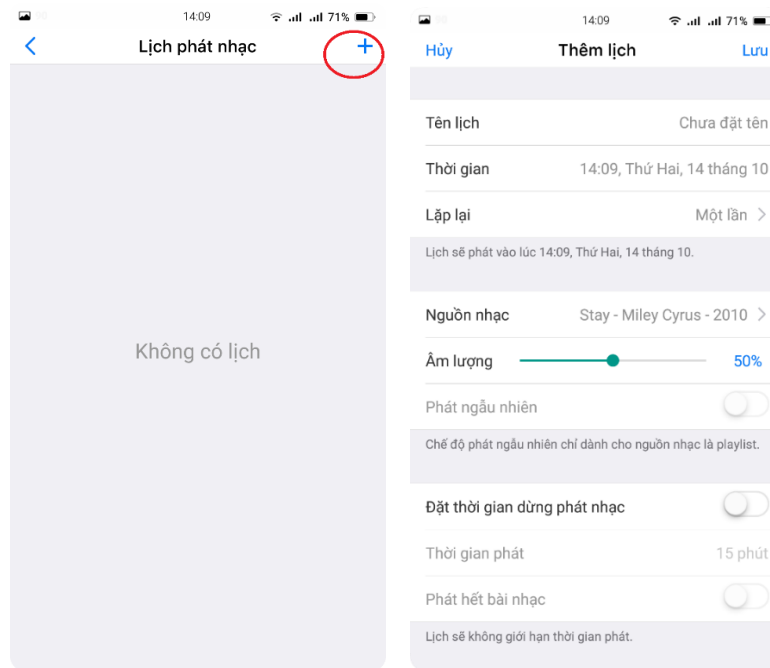 14:09
71%
Lịch phát nhạc
+
Không có lịch
14:09
71%
Hủy
Thêm lịch
Lưu
Tên lịch
Chưa đặt tên
Thời gian
14:09, Thứ Hai, 14 tháng 10
Lặp lại
Một lần
Lịch sẽ phát vào lúc 14:09, Thứ Hai, 14 tháng 10.
Nguồn nhạc
Stay - Miley Cyrus - 2010
Âm lượng
50%
Phát ngẫu nhiên
Chế độ phát ngẫu nhiên chỉ dành cho nguồn nhạc là playlist.
Đặt thời gian dừng phát nhạc
Thời gian phát
15 phút
Phát hết bài nhạc
Lịch sẽ không giới hạn thời gian phát.